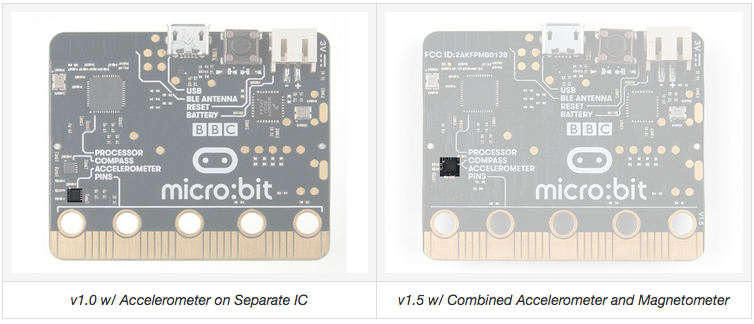 3V
USB
BLE ANTENNA
RESET
BATTERY
BBC
PROCESSOR
COMPASS
ACCELEROMETER
PINS
micro:bit
v1.0 w/ Accelerometer on Separate IC
FCC ID: 2AKFPMB013B
3V
USB
BLE ANTENNA
RESET
BATTERY
BBC
PROCESSOR
COMPASS
ACCELEROMETER
PINS
micro:bit
V1.5
v1.5 w/ Combined Accelerometer and Magnetometer